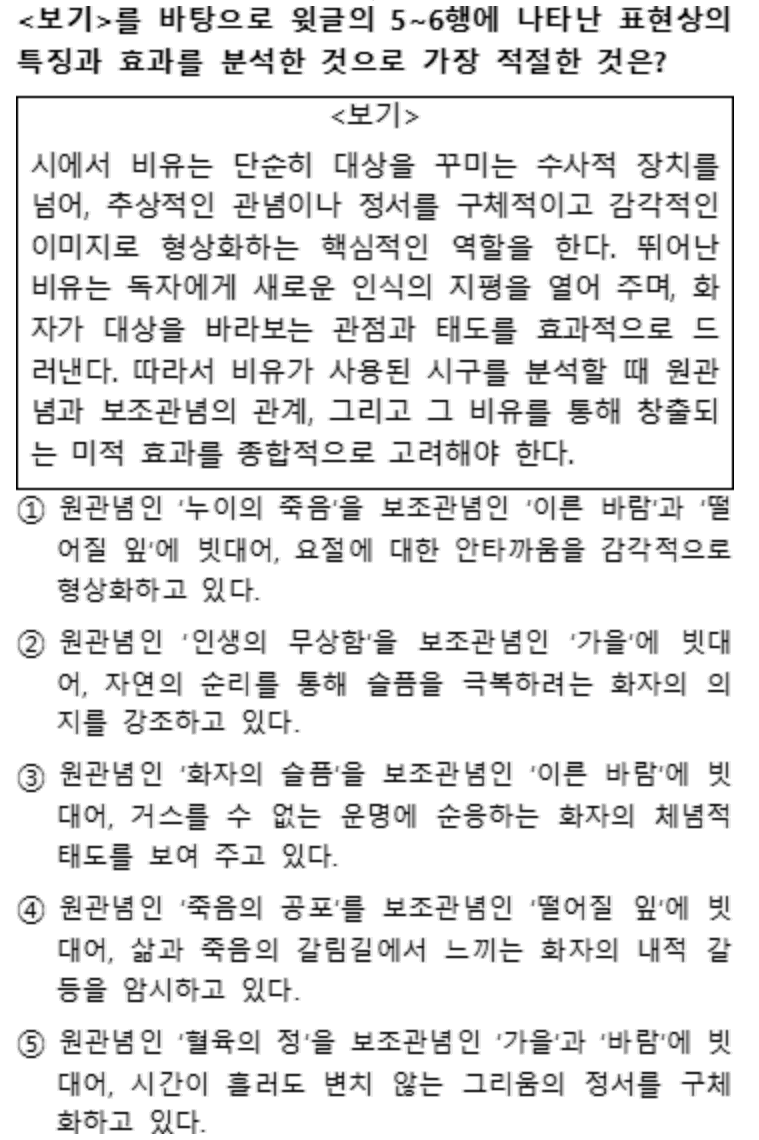 <보기>를 바탕으로 윗글의 5~6행에 나타난 표현상의
특징과 효과를 분석한 것으로 가장 적절한 것은?
<보기>
시에서 비유는 단순히 대상을 꾸미는 수사적 장치를
넘어, 추상적인 관념이나 정서를 구체적이고 감각적인
이미지로 형상화하는 핵심적인 역할을 한다. 뛰어난
비유는 독자에게 새로운 인식의 지평을 열어 주며, 화
자가 대상을 바라보는 관점과 태도를 효과적으로 드
러낸다. 따라서 비유가 사용된 시구를 분석할 때 원관
념과 보조관념의 관계, 그리고 그 비유를 통해 창출되
는 미적 효과를 종합적으로 고려해야 한다.
① 원관념인 '누이의 죽음'을 보조관념인 '이른 바람'과 '떨
어질 잎'에 빗대어, 요절에 대한 안타까움을 감각적으로
형상화하고 있다.
② 원관념인 '인생의 무상함'을 보조관념인 '가을'에 빗대
어, 자연의 순리를 통해 슬픔을 극복하려는 화자의 의
지를 강조하고 있다.
③ 원관념인 '화자의 슬픔'을 보조관념인 '이른 바람'에 빗
대어, 거스를 수 없는 운명에 순응하는 화자의 체념적
태도를 보여 주고 있다.
④ 원관념인 '죽음의 공포'를 보조관념인 '떨어질 잎'에 빗
대어, 삶과 죽음의 갈림길에서 느끼는 화자의 내적 갈
등을 암시하고 있다.
⑤ 원관념인 '혈육의 정'을 보조관념인 '가을'과 '바람'에 빗
대어, 시간이 흘러도 변치 않는 그리움의 정서를 구체
화하고 있다.